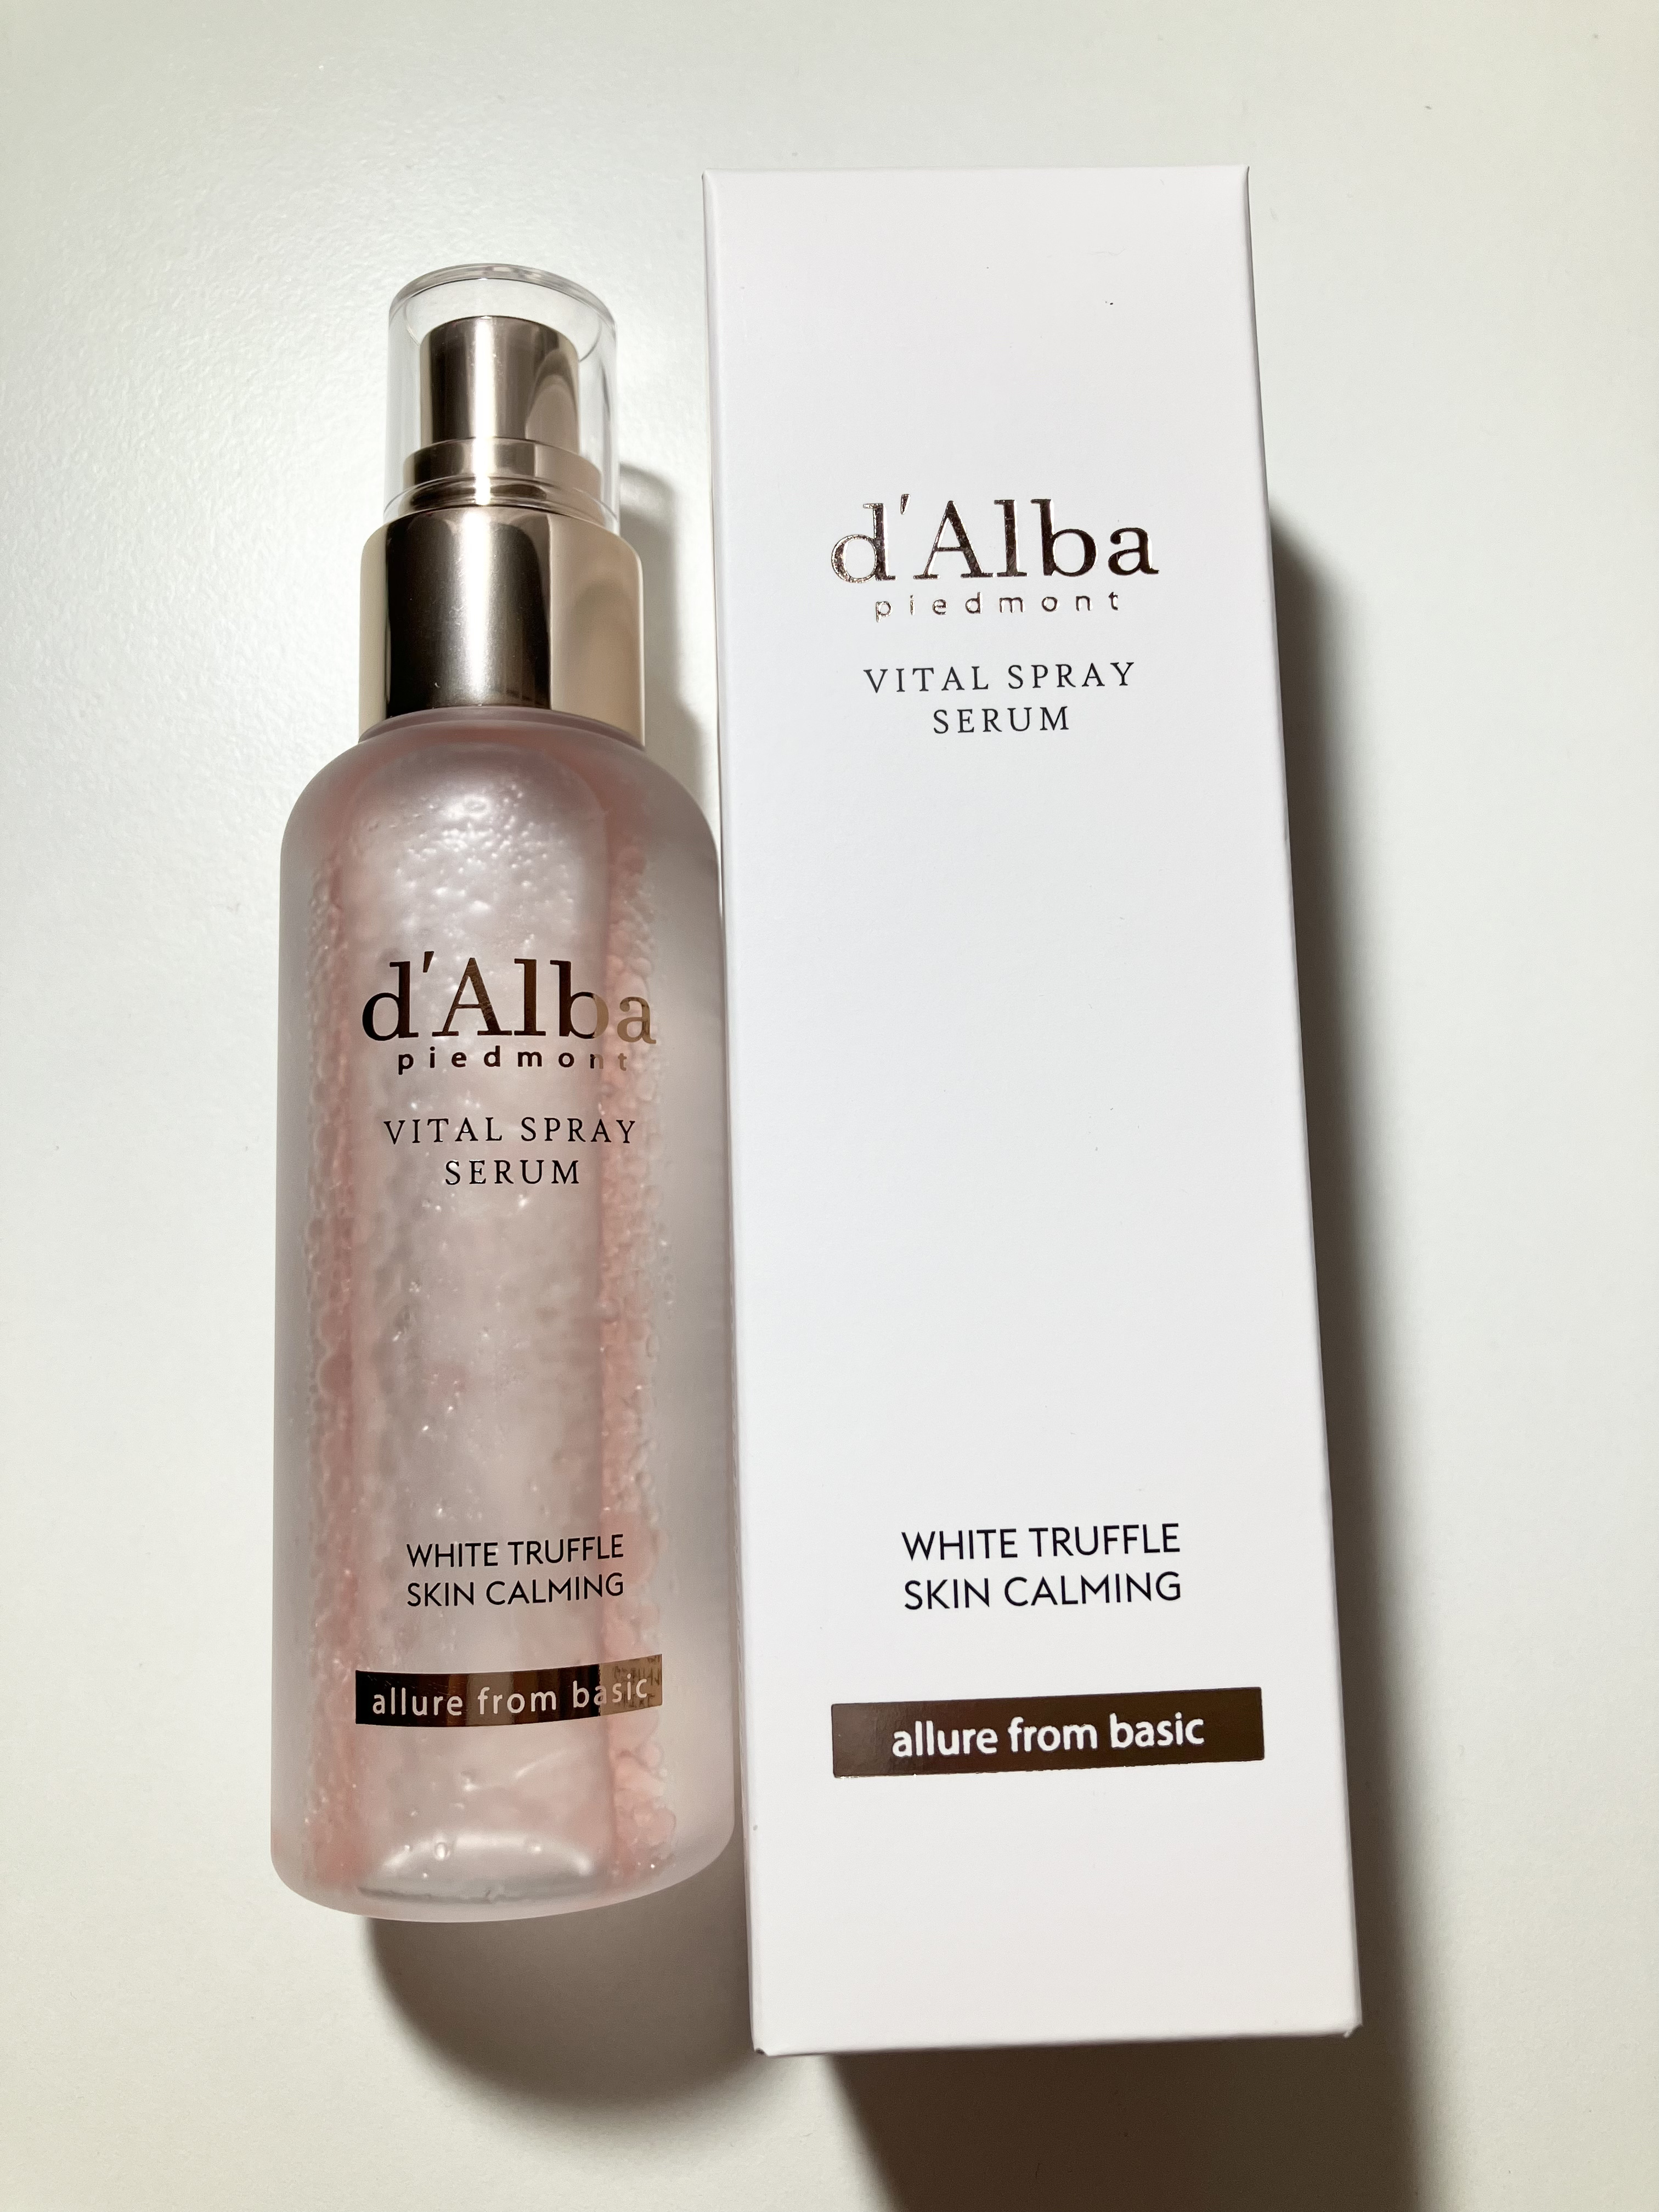 d'Alba
piedmont
VITAL SPRAY
SERUM
WHITE TRUFFLE
SKIN CALMING
allure from basic
d'Alba
piedmont
VITAL SPRAY
SERUM
WHITE TRUFFLE
SKIN CALMING
allure from basic